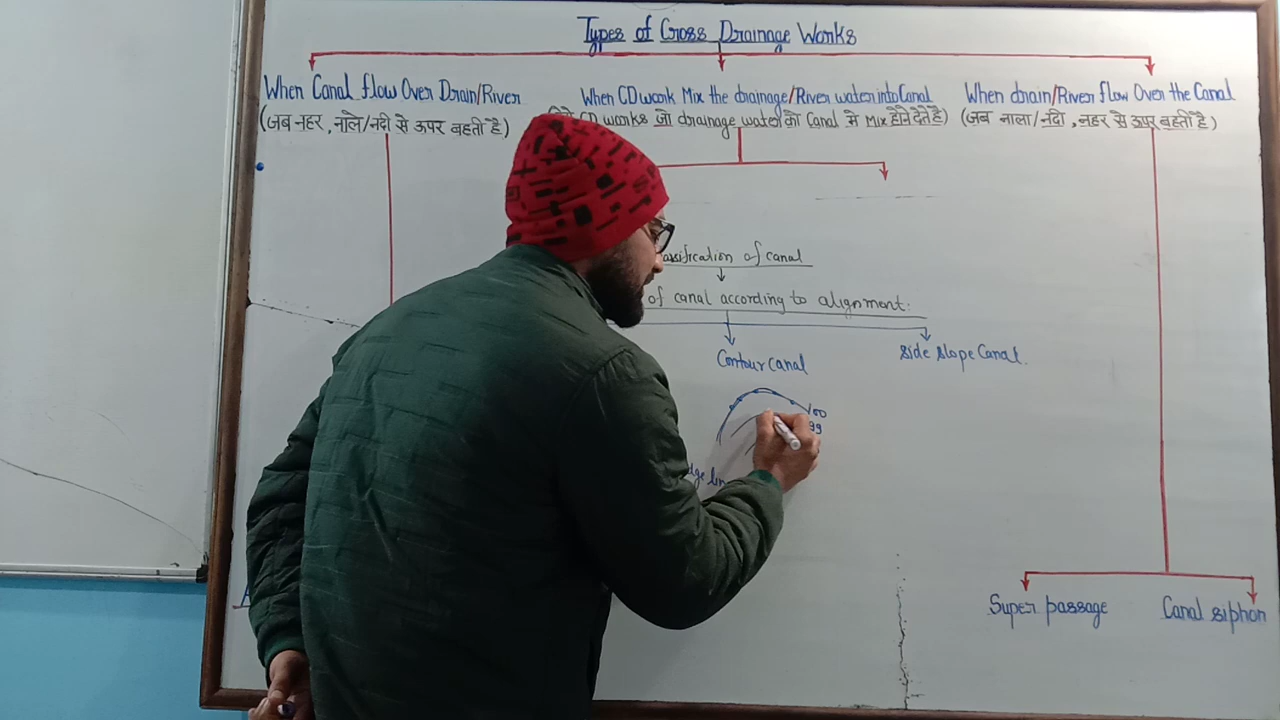 Types of Cross Drainage Works
When Canal flow Over Drain/River
(जब नहर, नाले/नदी से ऊपर बहती है)
When CD work Mix the drainage/River water into Canal
CD works जो drainage water को Canal में Mix होने देते है)
When drain/River flow Over the Canal
(जब नाला/नदी, नहर से ऊपर बहती है)
of canal
of canal according to alignment.
Contour canal
Side slope Canal.
100
99
Super passage
Canal siphon